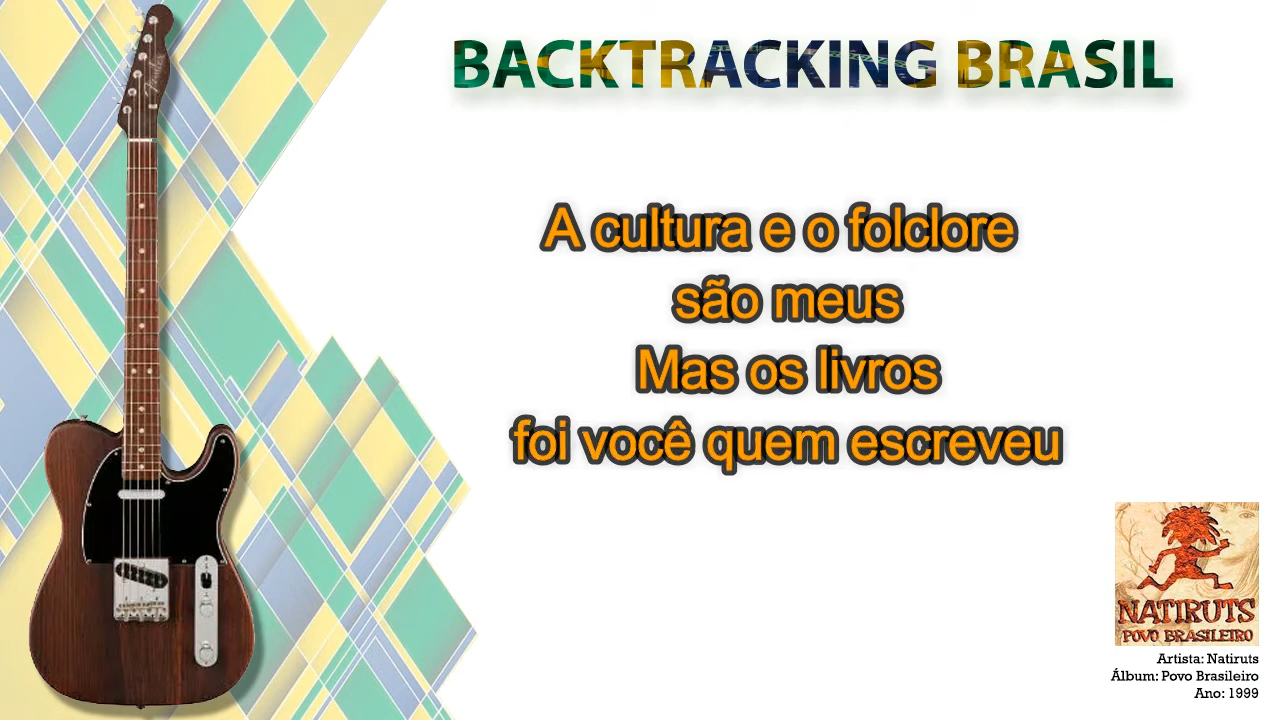 BACKTRACKING BRASIL
A cultura e o folclore
são meus
Mas os livros
foi você quem escreveu
Fender
NATIRUTS
POVO BRASILEIRO
Artista: Natiruts
Álbum: Povo Brasileiro
Ano: 1999